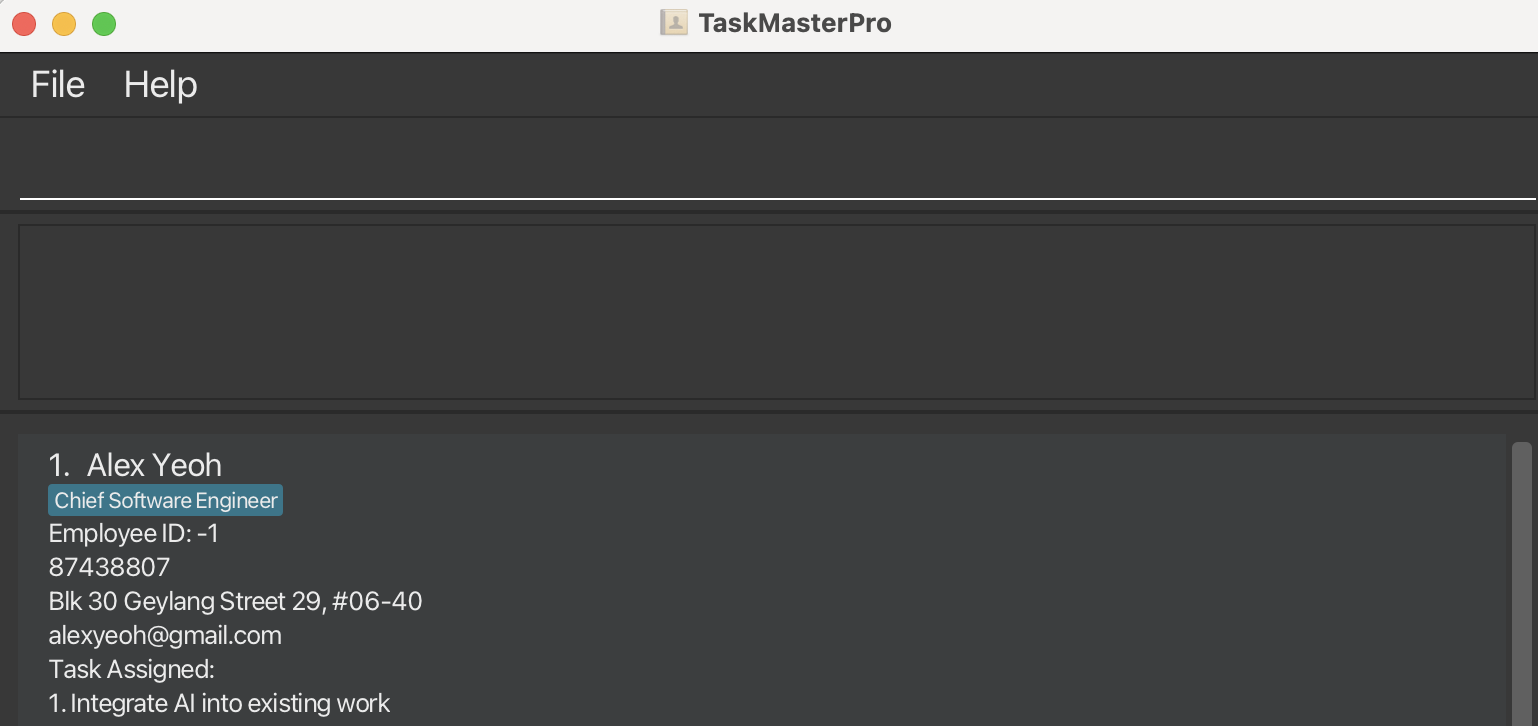 TaskMasterPro
File Help
1. Alex Yeoh
Chief Software Engineer
Employee ID: -1
87438807
Blk 30 Geylang Street 29, #06-40
alexyeoh@gmail.com
Task Assigned:
1. Integrate AI into existing work